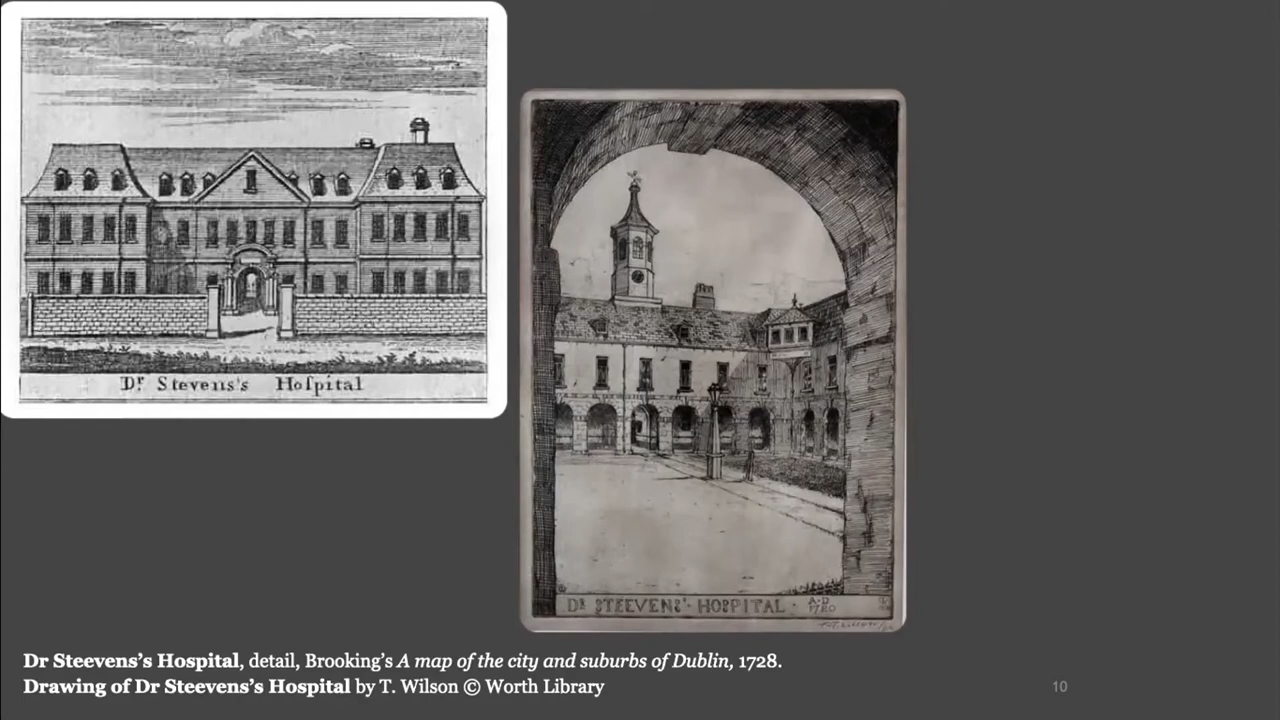 Dr Stevens's Hoſpital
Dr STEEVENS' · HOSPITAL · A·D 1720
Dr Steevens’s Hospital, detail, Brooking’s A map of the city and suburbs of Dublin, 1728.
Drawing of Dr Steevens’s Hospital by T. Wilson © Worth Library
10